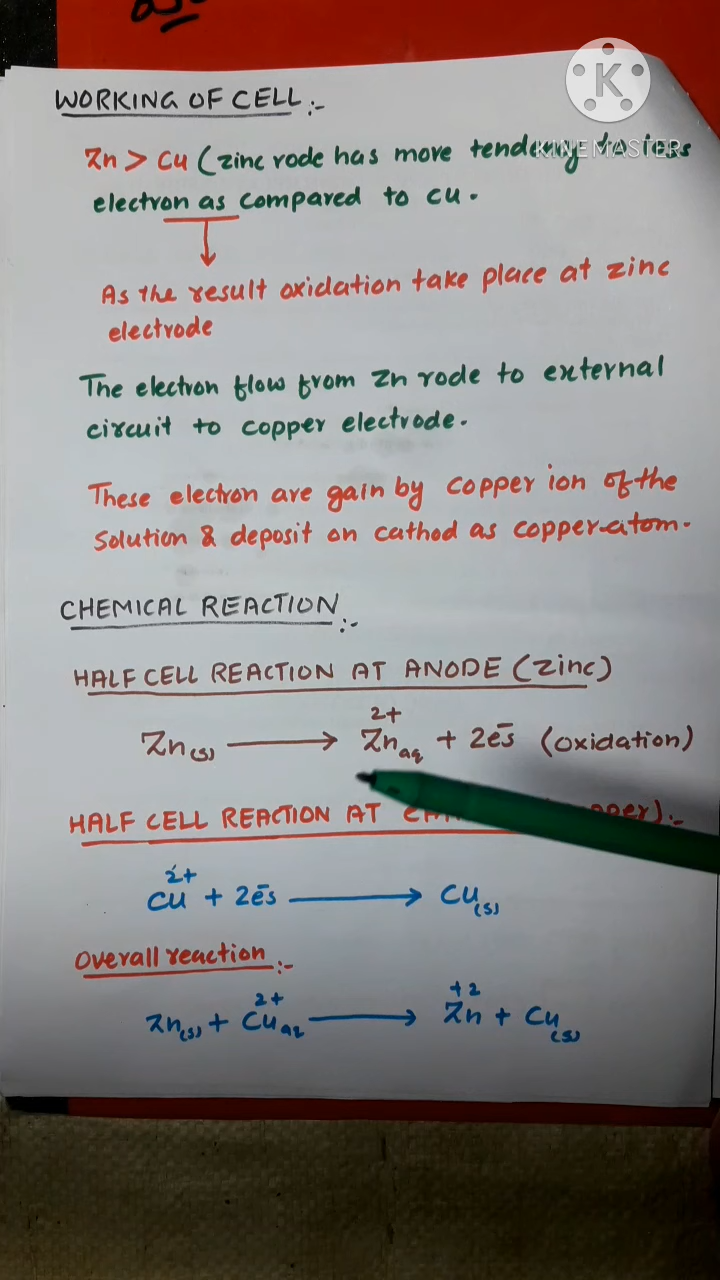 K
KINEMASTER
WORKING OF CELL :-
Zn > Cu (zinc rode has more tendency to
electron as compared to cu.
As the result oxidation take place at zinc
electrode
The electron flow from Zn rode to external
circuit to copper electrode.
These electron are gain by copper ion of the
solution & deposit on cathod as copper atom.
CHEMICAL REACTION :-
HALF CELL REACTION AT ANODE (zinc)
Zn(s) ⟶ Zn²⁺aq + 2e̅s (oxidation)
HALF CELL REACTION AT :-
Cu²⁺ + 2e̅s ⟶ Cu(s)
Overall reaction :-
Zn(s) + Cu²⁺aq ⟶ Zn⁺² + Cu(s)